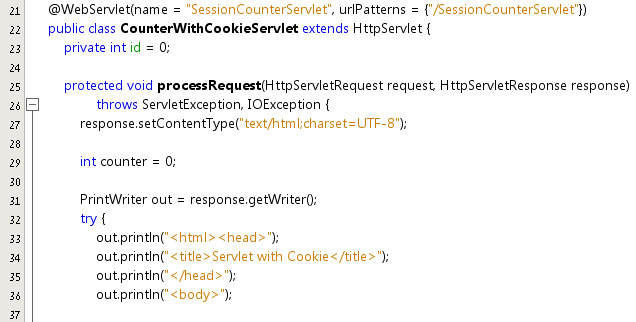 21 @WebServlet(name = "SessionCounterServlet", urlPatterns = {"/SessionCounterServlet"})
22 public class CounterWithCookieServlet extends HttpServlet {
23 private int id = 0;
24
25 protected void processRequest(HttpServletRequest request, HttpServletResponse response)
26 throws ServletException, IOException {
27 response.setContentType("text/html;charset=UTF-8");
28
29 int counter = 0;
30
31 PrintWriter out = response.getWriter();
32 try {
33 out.println("<html><head>");
34 out.println("<title>Servlet with Cookie</title>");
35 out.println("</head>");
36 out.println("<body>");
37